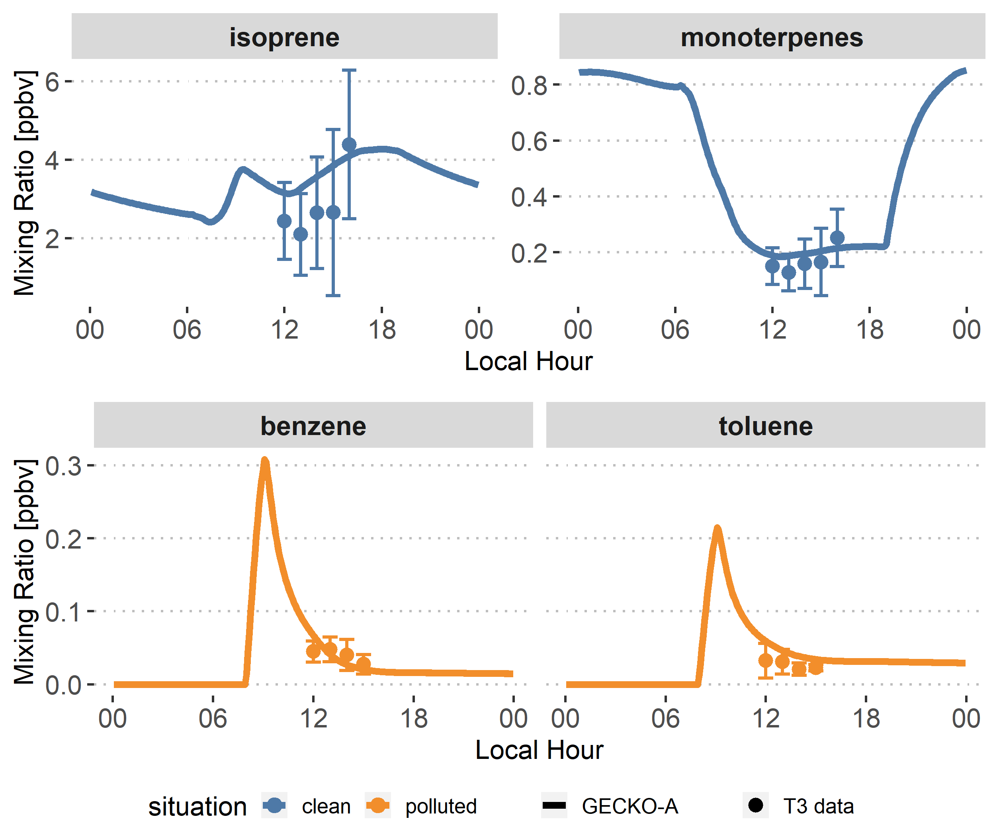 isoprene
monoterpenes
Mixing Ratio [ppbv]
6
4
2
0.8
0.6
0.4
0.2
00 06 12 18 00
00 06 12 18 00
Local Hour
benzene
toluene
Mixing Ratio [ppbv]
0.3
0.2
0.1
0.0
00 06 12 18 00
00 06 12 18 00
Local Hour
situation clean polluted GECKO-A T3 data